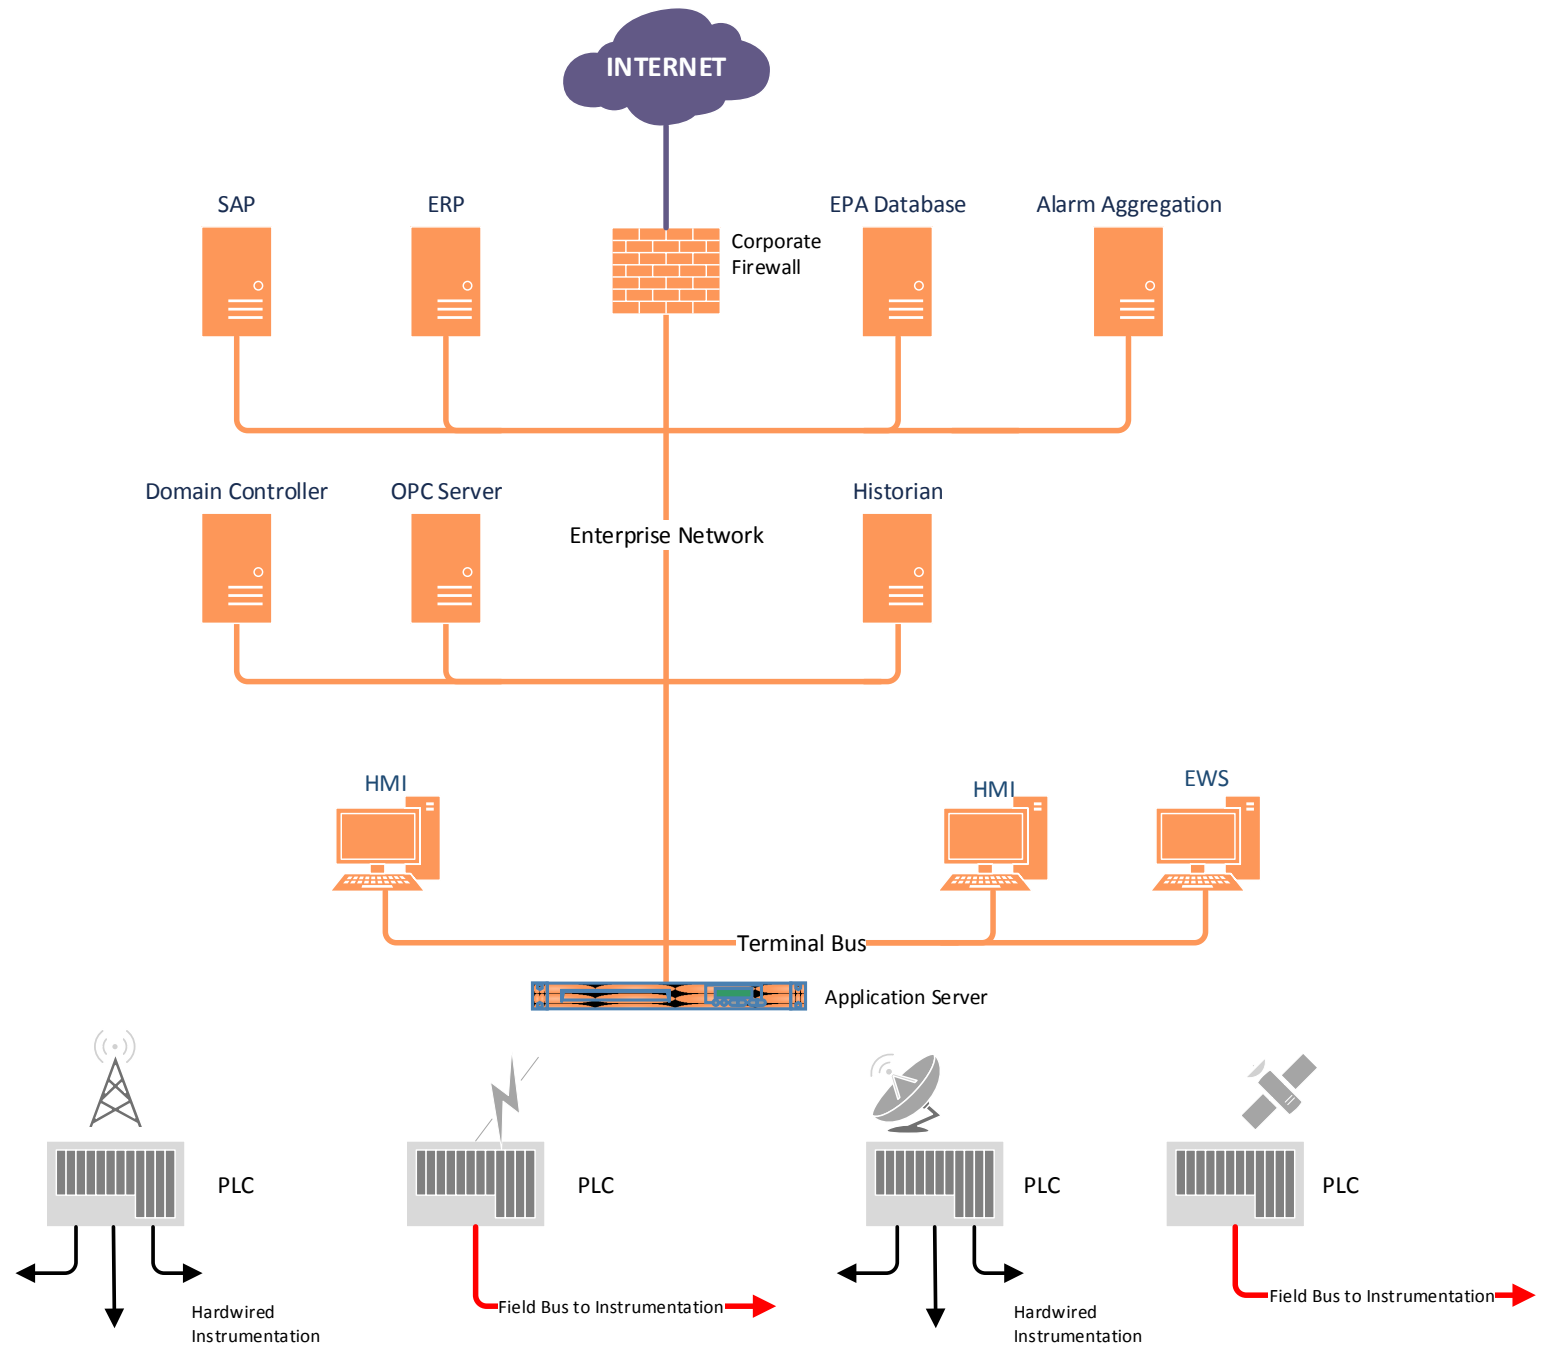 INTERNET
SAP
ERP
EPA Database
Alarm Aggregation
Corporate
Firewall
Domain Controller
OPC Server
Historian
Enterprise Network
HMI
HMI
EWS
Terminal Bus
Application Server
PLC
PLC
PLC
PLC
Hardwired
Instrumentation
Field Bus to Instrumentation
Hardwired
Instrumentation
Field Bus to Instrumentation